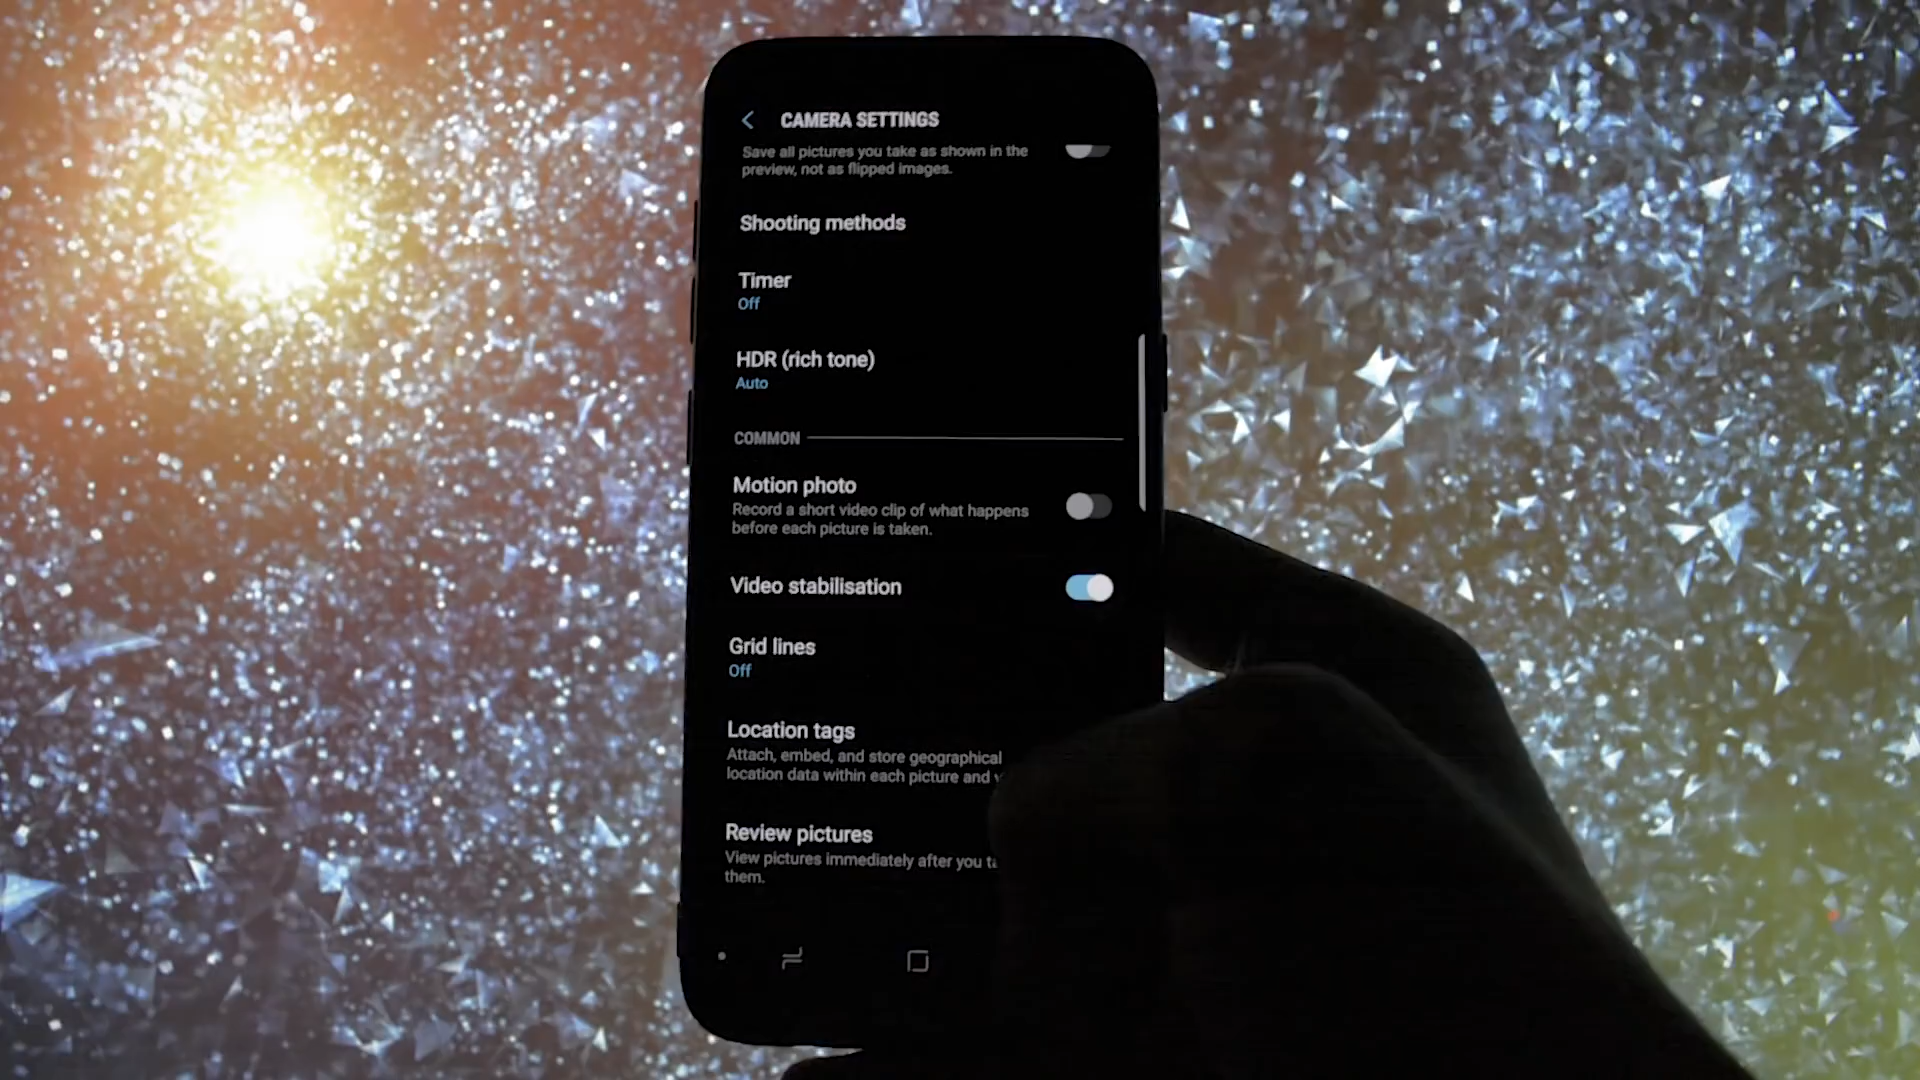 CAMERA SETTINGS
Save all pictures you take as shown in the
preview, not as flipped images.
Shooting methods
Timer
Off
HDR (rich tone)
Auto
COMMON
Motion photo
Record a short video clip of what happens
before each picture is taken.
Video stabilisation
Grid lines
Off
Location tags
Attach, embed, and store geographical
location data within each picture and
Review pictures
View pictures immediately after you
them.